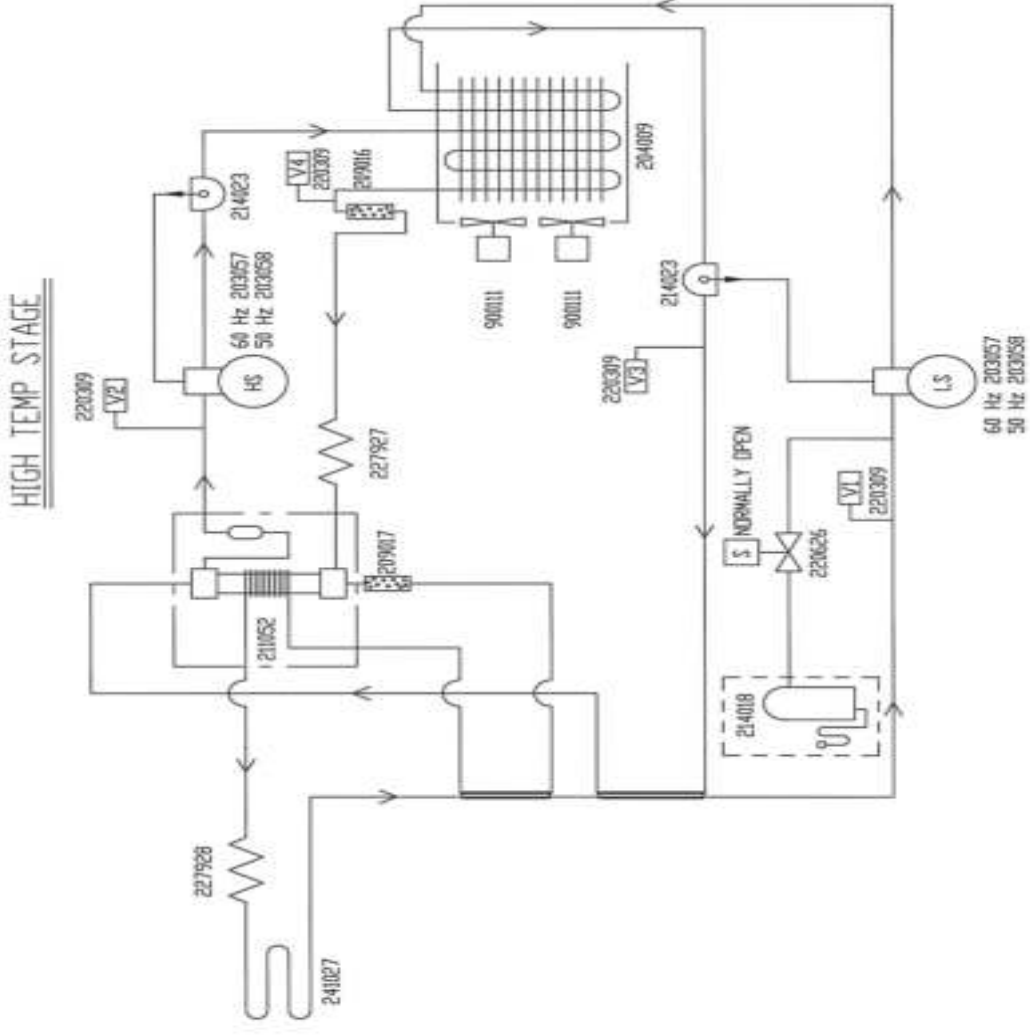 HIGH TEMP STAGE
220309
V2
HS
60 Hz 203057
50 Hz 203058
214023
V4
220309
209016
204009
900111
900111
227927
209017
211052
227928
241027
214023
220309
V3
S
NORMALLY OPEN
220626
V1
220309
214018
LS
60 Hz 203057
50 Hz 203058